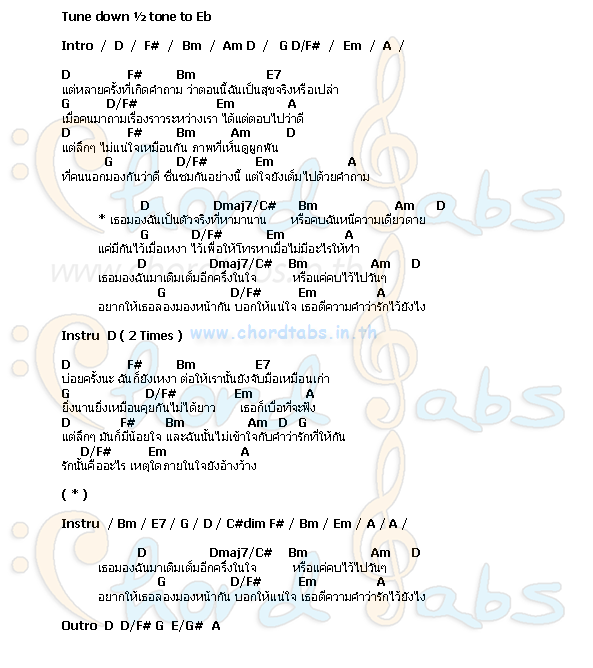 Tune down ½ tone to Eb
Intro / D / F# / Bm / Am D / G D/F# / Em / A /
D F# Bm E7
แต่หลายครั้งที่เกิดคำถาม ว่าตอนนี้ฉันเป็นสุขจริงหรือเปล่า
G D/F# Em A
เมื่อคนมาถามเรื่องราวระหว่างเรา ได้แต่ตอบไปว่าดี
D F# Bm Am D
แต่ลึกๆ ไม่แน่ใจเหมือนกัน ภาพที่เห็นดูผูกพัน
G D/F# Em A
ที่คนนอกมองกันว่าดี ชื่นชมกันอย่างนี้ แต่ใจยังเต็มไปด้วยคำถาม
D Dmaj7/C# Bm Am D
* เธอมองฉันเป็นตัวจริงที่หามานาน หรือคบฉันหนีความเดียวดาย
G D/F# Em A
แค่มีกันไว้เมื่อเหงา ไว้เพื่อให้โทรหาเมื่อไม่มีอะไรให้ทำ
D Dmaj7/C# Bm Am D
เธอมองฉันมาเติมเต็มอีกครึ่งในใจ หรือแค่คบไว้ไปวันๆ
G D/F# Em A
อยากให้เธอลองมองหน้ากัน บอกให้แน่ใจ เธอตีความคำว่ารักไว้ยังไง
Instru D ( 2 Times )
www.chordtabs.in.th
D F# Bm E7
บ่อยครั้งนะ ฉันก็ยังเหงา ต่อให้เรานั้นยังจับมือเหมือนเก่า
G D/F# Em A
ยิ่งนานยิ่งเหมือนคุยกันไม่ได้ยาว เธอก็เบื่อที่จะฟัง
D F# Bm Am D G
แต่ลึกๆ มันก็มีน้อยใจ และฉันนั้นไม่เข้าใจกับคำว่ารักที่ให้กัน
D/F# Em A
รักนั้นคืออะไร เหตุใดภายในใจยังอ้างว้าง
( * )
Instru / Bm / E7 / G / D / C#dim F# / Bm / Em / A / A /
D Dmaj7/C# Bm Am D
เธอมองฉันมาเติมเต็มอีกครึ่งในใจ หรือแค่คบไว้ไปวันๆ
G D/F# Em A
อยากให้เธอลองมองหน้ากัน บอกให้แน่ใจ เธอตีความคำว่ารักไว้ยังไง
Outro D D/F# G E/G# A